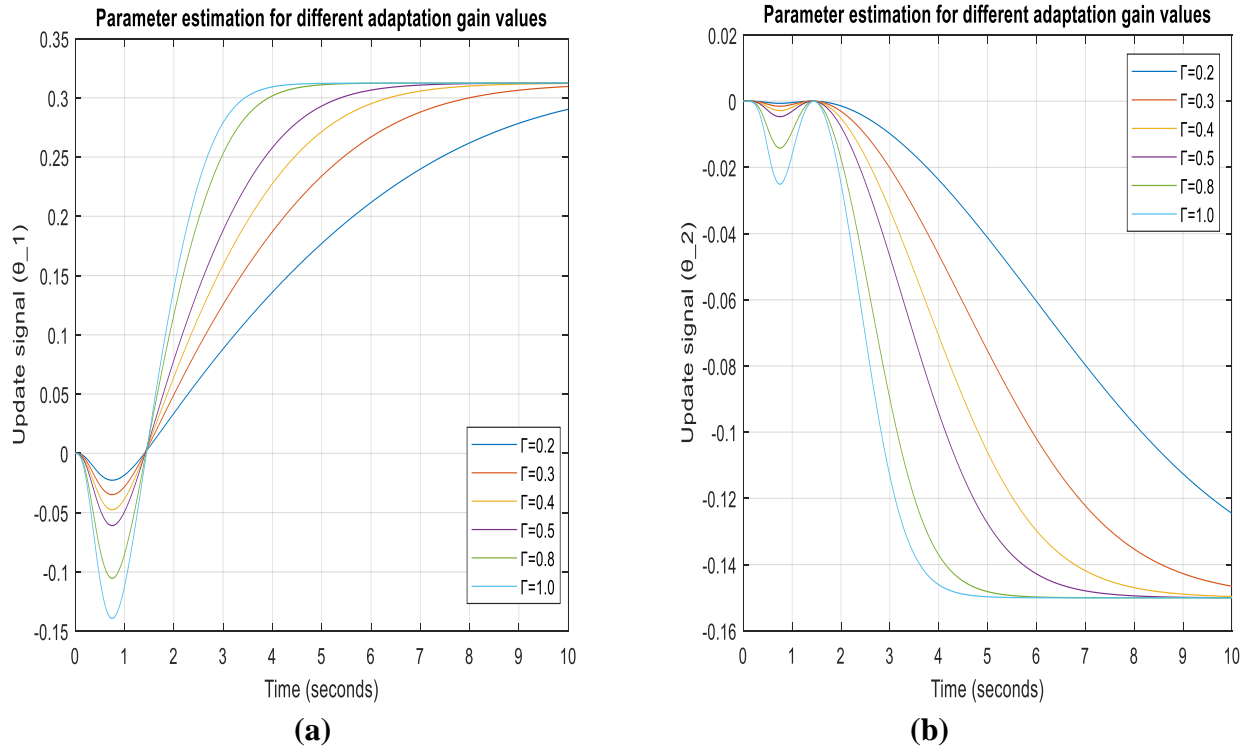 Parameter estimation for different adaptation gain values
0.35
0.3
0.25
0.2
0.15
0.1
0.05
0
-0.05
-0.1
-0.15
Update signal (θ_1)
Γ=0.2
Γ=0.3
Γ=0.4
Γ=0.5
Γ=0.8
Γ=1.0
0 1 2 3 4 5 6 7 8 9 10
Time (seconds)
(a)
Parameter estimation for different adaptation gain values
0.02
0
-0.02
-0.04
-0.06
-0.08
-0.1
-0.12
-0.14
-0.16
Update signal (θ_2)
Γ=0.2
Γ=0.3
Γ=0.4
Γ=0.5
Γ=0.8
Γ=1.0
0 1 2 3 4 5 6 7 8 9 10
Time (seconds)
(b)